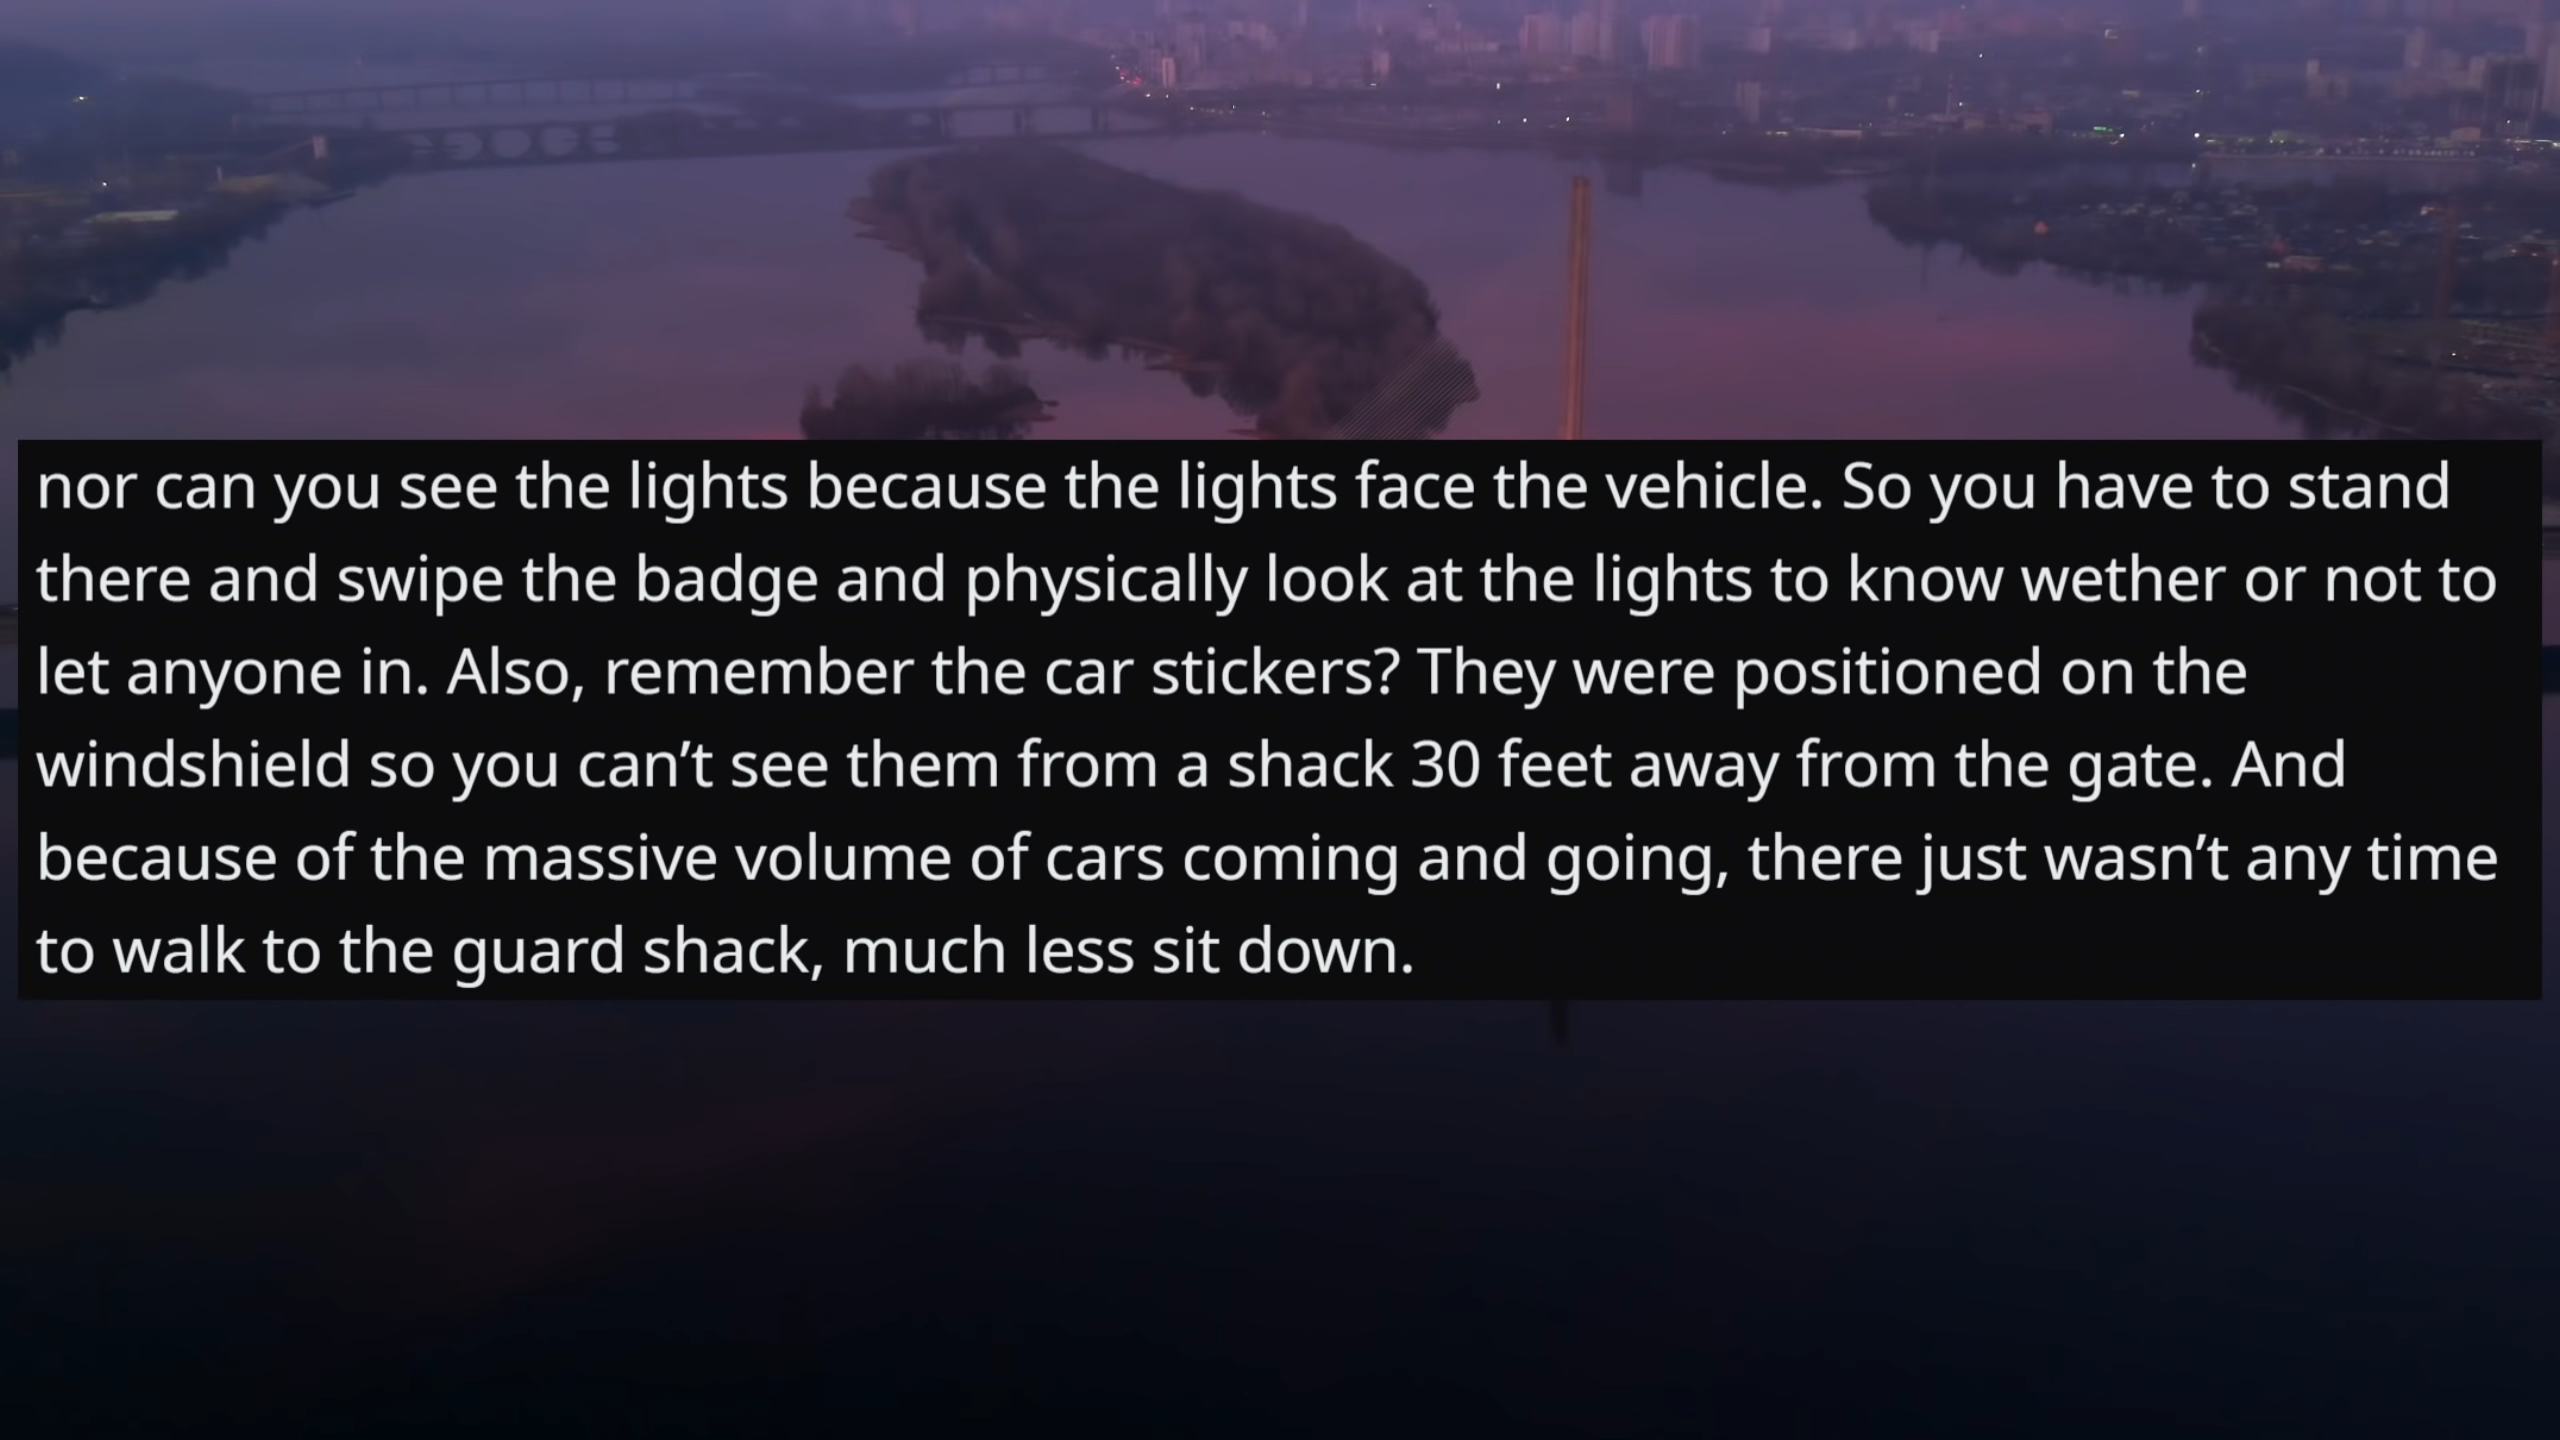 nor can you see the lights because the lights face the vehicle. So you have to stand
there and swipe the badge and physically look at the lights to know wether or not to
let anyone in. Also, remember the car stickers? They were positioned on the
windshield so you can’t see them from a shack 30 feet away from the gate. And
because of the massive volume of cars coming and going, there just wasn’t any time
to walk to the guard shack, much less sit down.